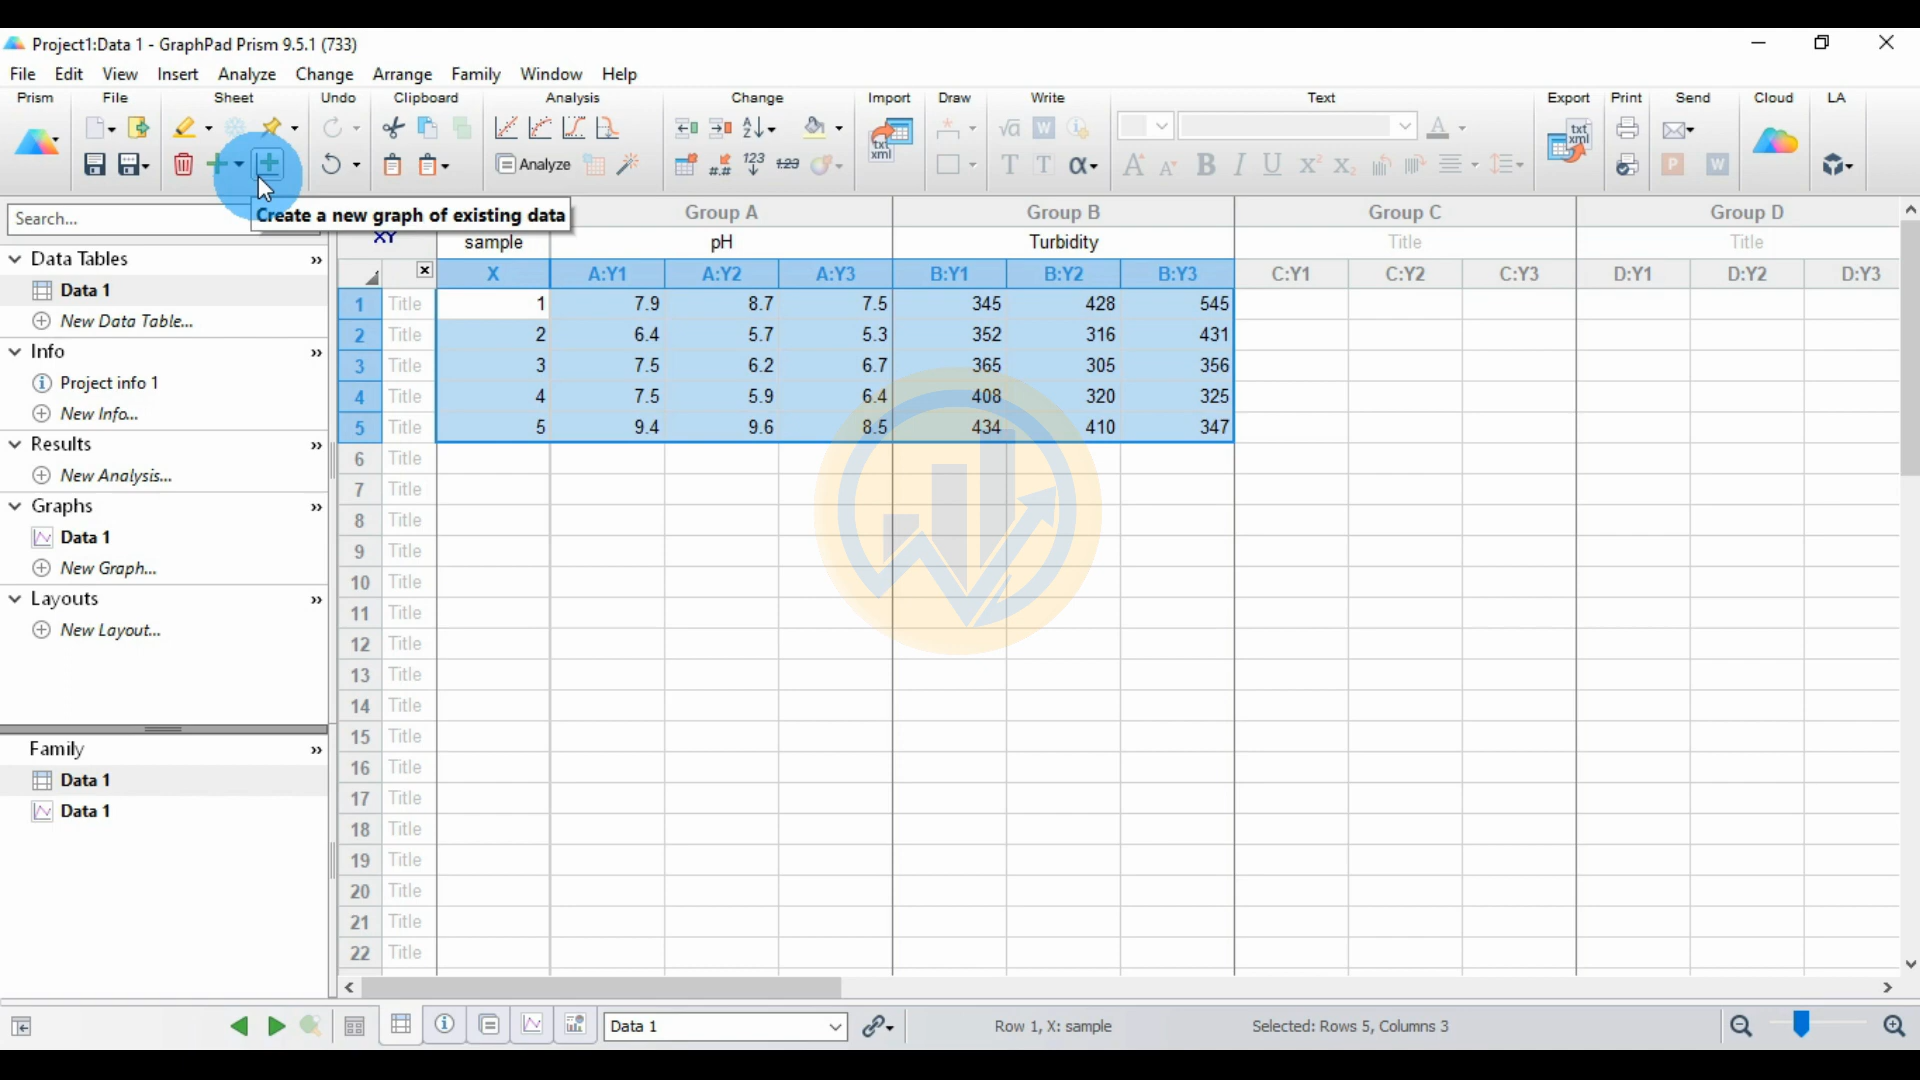 Project1:Data 1 - GraphPad Prism 9.5.1 (733)
File Edit View Insert Analyze Change Arrange Family Window Help
Prism File Sheet Undo Clipboard Analysis Change Import Draw Write Text Export Print Send Cloud LA
Analyze
Create a new graph of existing data
Search...
Group A Group B Group C Group D
XY sample pH Turbidity Title Title
X A:Y1 A:Y2 A:Y3 B:Y1 B:Y2 B:Y3 C:Y1 C:Y2 C:Y3 D:Y1 D:Y2 D:Y3
1 Title 1 7.9 8.7 7.5 345 428 545
2 Title 2 6.4 5.7 5.3 352 316 431
3 Title 3 7.5 6.2 6.7 365 305 356
4 Title 4 7.5 5.9 6.4 408 320 325
5 Title 5 9.4 9.6 8.5 434 410 347
6 Title
7 Title
8 Title
9 Title
10 Title
11 Title
12 Title
13 Title
14 Title
15 Title
16 Title
17 Title
18 Title
19 Title
20 Title
21 Title
22 Title
Data Tables
Data 1
New Data Table...
Info
Project info 1
New Info...
Results
New Analysis...
Graphs
Data 1
New Graph...
Layouts
New Layout...
Family
Data 1
Data 1
Data 1
Row 1, X: sample
Selected: Rows 5, Columns 3